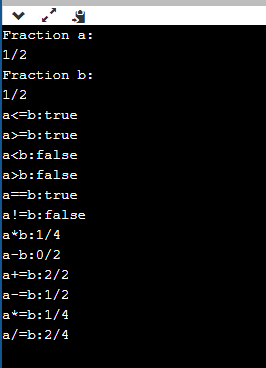 Fraction a:
1/2
Fraction b:
1/2
a<=b:true
a>=b:true
a<b:false
a>b:false
a==b:true
a!=b:false
a*b:1/4
a-b:0/2
a+=b:2/2
a-=b:1/2
a*=b:1/4
a/=b:2/4